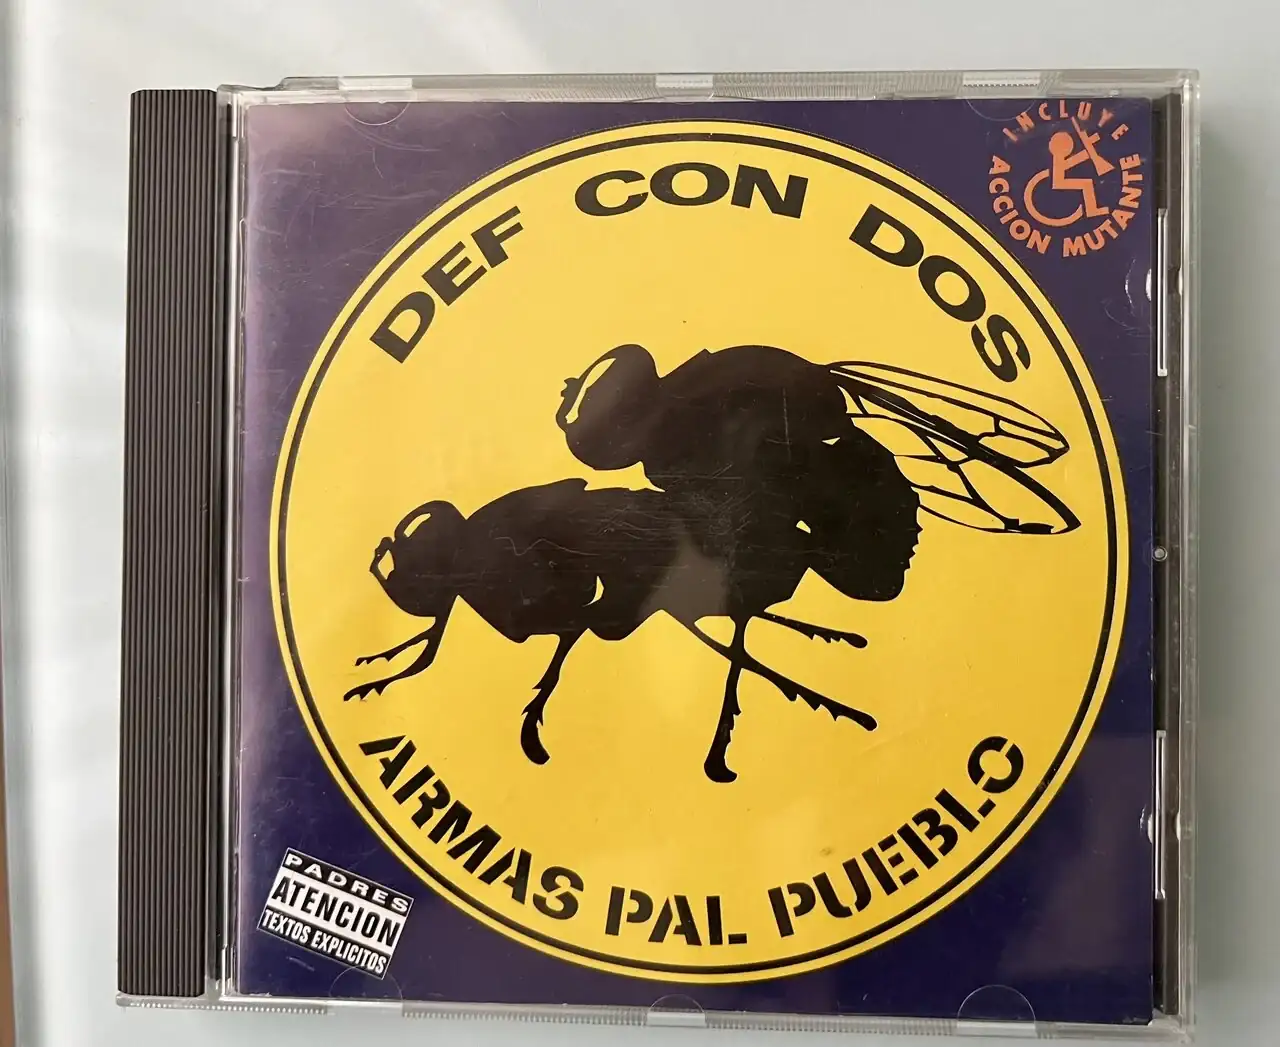 DEF CON DOS
INCLUYE
ACCION MUTANTE
ARMAS PAL PUEBLO
PADRES
ATENCION
TEXTOS EXPLICITOS